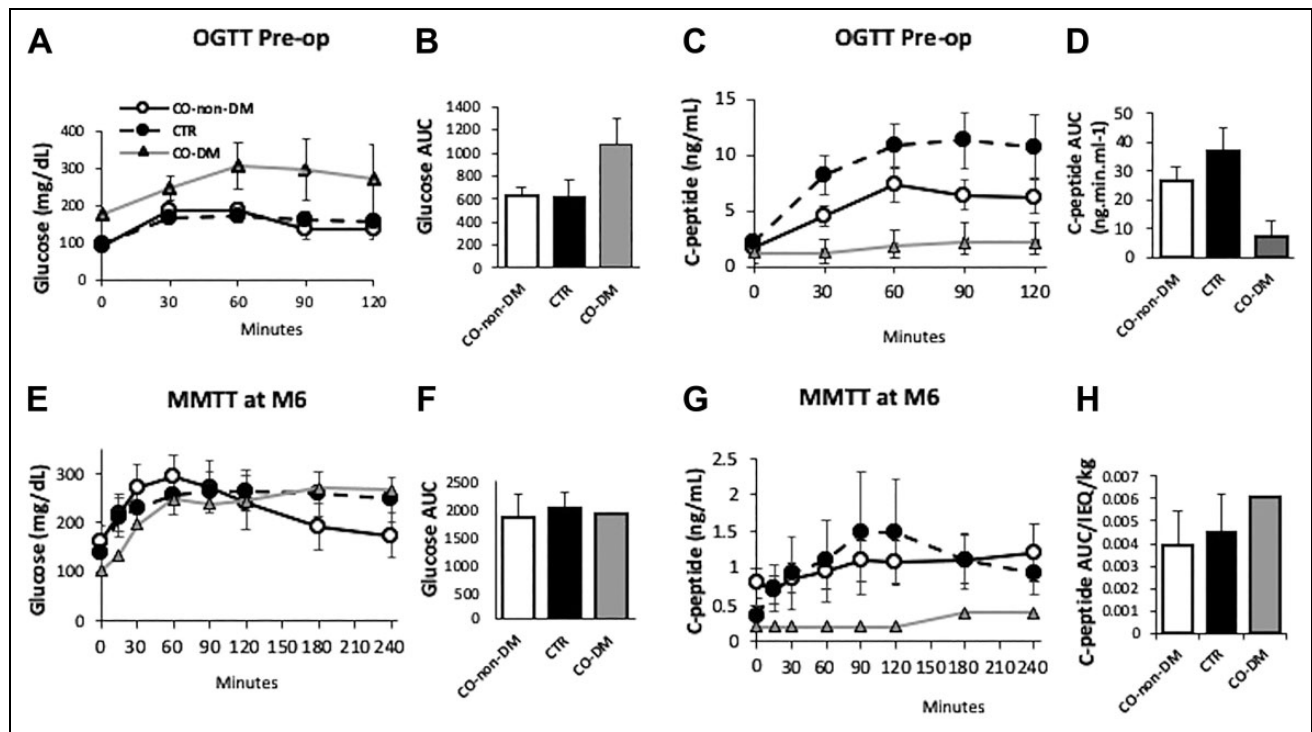 A
OGTT Pre-op
Glucose (mg/dL)
CO-non-DM
CTR
CO-DM
400
300
200
100
0
0 30 60 90 120
Minutes
B
Glucose AUC
1400
1200
1000
800
600
400
200
0
CO-non-DM CTR CO-DM
C
OGTT Pre-op
C-peptide (ng/mL)
15
10
5
0
0 30 60 90 120
Minutes
D
C-peptide AUC
(ng.min.ml-1)
50
40
30
20
10
0
CO-non-DM CTR CO-DM
E
MMTT at M6
Glucose (mg/dL)
300
200
100
0
0 30 60 90 120 150 180 210 240
Minutes
F
Glucose AUC
2500
2000
1500
1000
500
0
CO-non-DM CTR CO-DM
G
MMTT at M6
C-peptide (ng/mL)
2.5
2
1.5
1
0.5
0
0 30 60 90 120 150 180 210 240
Minutes
H
C-peptide AUC/IEQ/kg
0.007
0.006
0.005
0.004
0.003
0.002
0.001
0
CO-non-DM CTR CO-DM